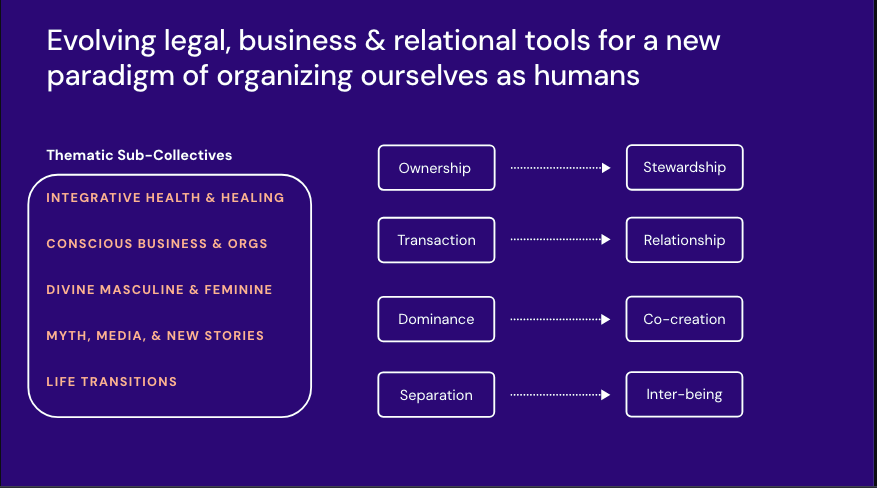 Evolving legal, business & relational tools for a new
paradigm of organizing ourselves as humans
Thematic Sub-Collectives
INTEGRATIVE HEALTH & HEALING
CONSCIOUS BUSINESS & ORGS
DIVINE MASCULINE & FEMININE
MYTH, MEDIA, & NEW STORIES
LIFE TRANSITIONS
Ownership
Stewardship
Transaction
Relationship
Dominance
Co-creation
Separation
Inter-being